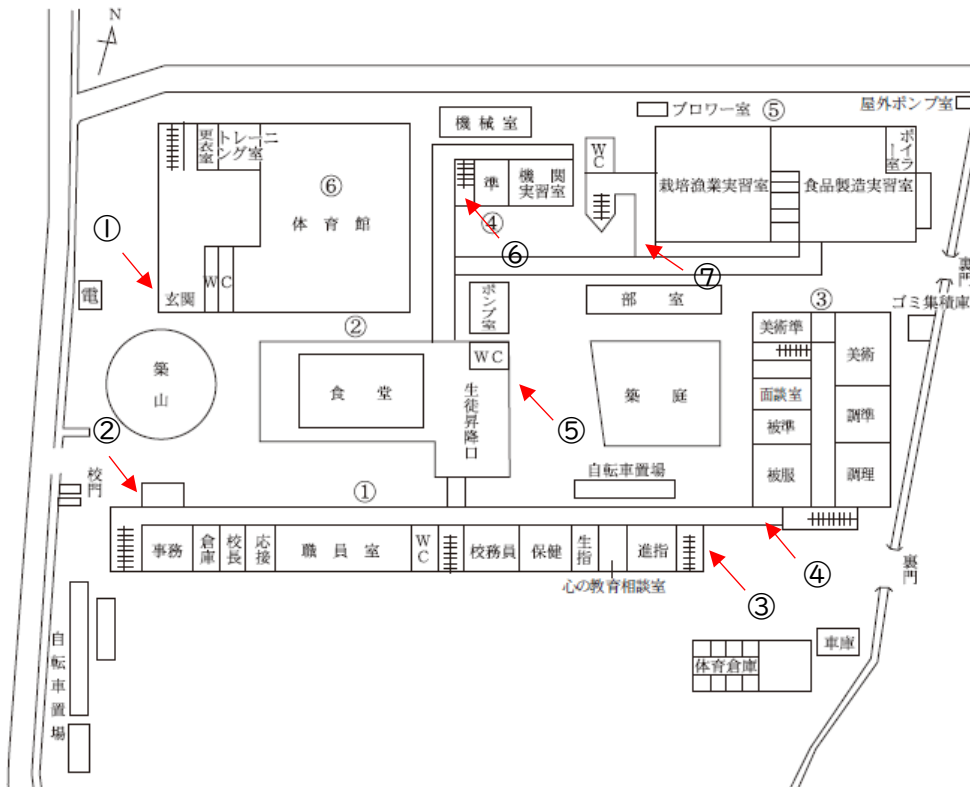 N
機 械 室
ブロワー室
⑤
屋外ポンプ室
更衣室
トレーニング室
⑥
体 育 館
準
機 関
実習室
WC
栽培漁業実習室
食品製造実習室
ボイラー室
①
④
⑥
⑦
裏門
電
玄関
WC
ポンプ室
部 室
③
ゴミ集積庫
②
築山
食 堂
WC
生徒昇降口
⑤
築 庭
美術準
美術
面談室
被準
調準
被服
調理
②
校門
自転車置場
①
事務
倉庫
校長
応接
職 員 室
WC
校務員
保健
生指
進指
心の教育相談室
③
④
裏門
自転車置場
体育倉庫
車庫